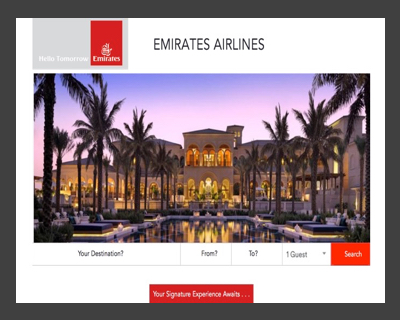 EMIRATES AIRLINES
Hello Tomorrow
Emirates
Your Destination?
From?
To?
1 Guest
Search
Your Signature Experience Awaits . . .